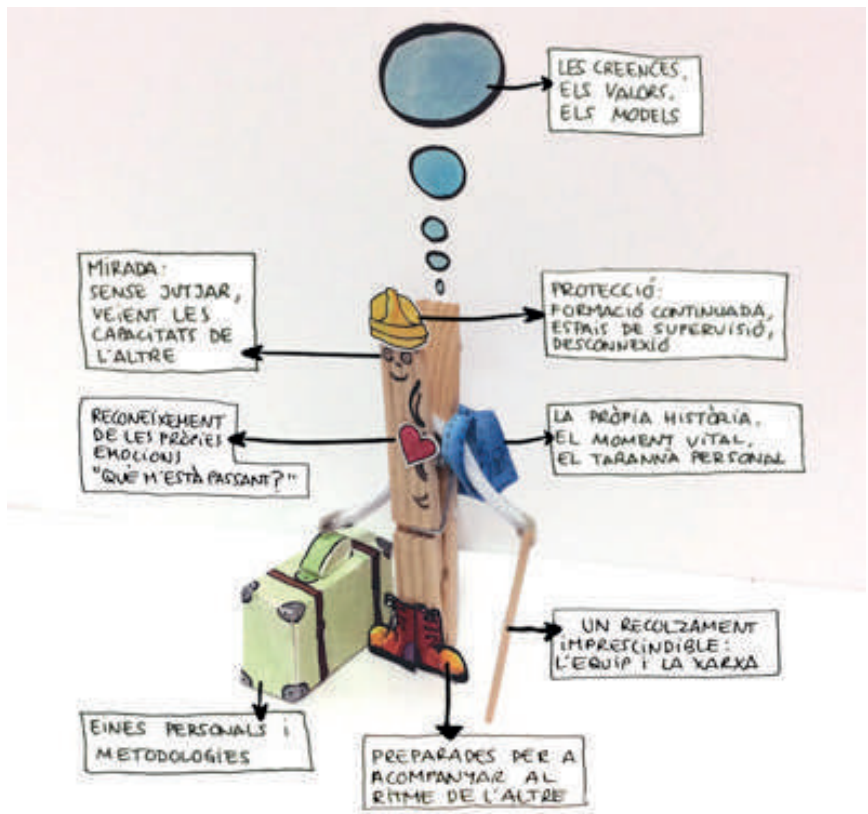 LES CREENCES,
ELS VALORS,
ELS MODELS
MIRADA:
SENSE JUTJAR,
VEIENT LES
CAPACITATS DE
L'ALTRE
PROTECCIÓ:
FORMACIÓ CONTINUADA,
ESPAIS DE SUPERVISIÓ,
DESCONNEXIÓ
RECONEIXEMENT
DE LES PRÒPIES
EMOCIONS
"QUÈ M'ESTÀ PASSANT?"
LA PRÒPIA HISTÒRIA,
EL MOMENT VITAL,
EL TARANNÀ PERSONAL
UN RECOLZAMENT
IMPRESCINDIBLE:
L'EQUIP I LA XARXA
EINES PERSONALS I
METODOLOGIES
PREPARADES PER A
ACOMPANYAR AL
RITME DE L'ALTRE